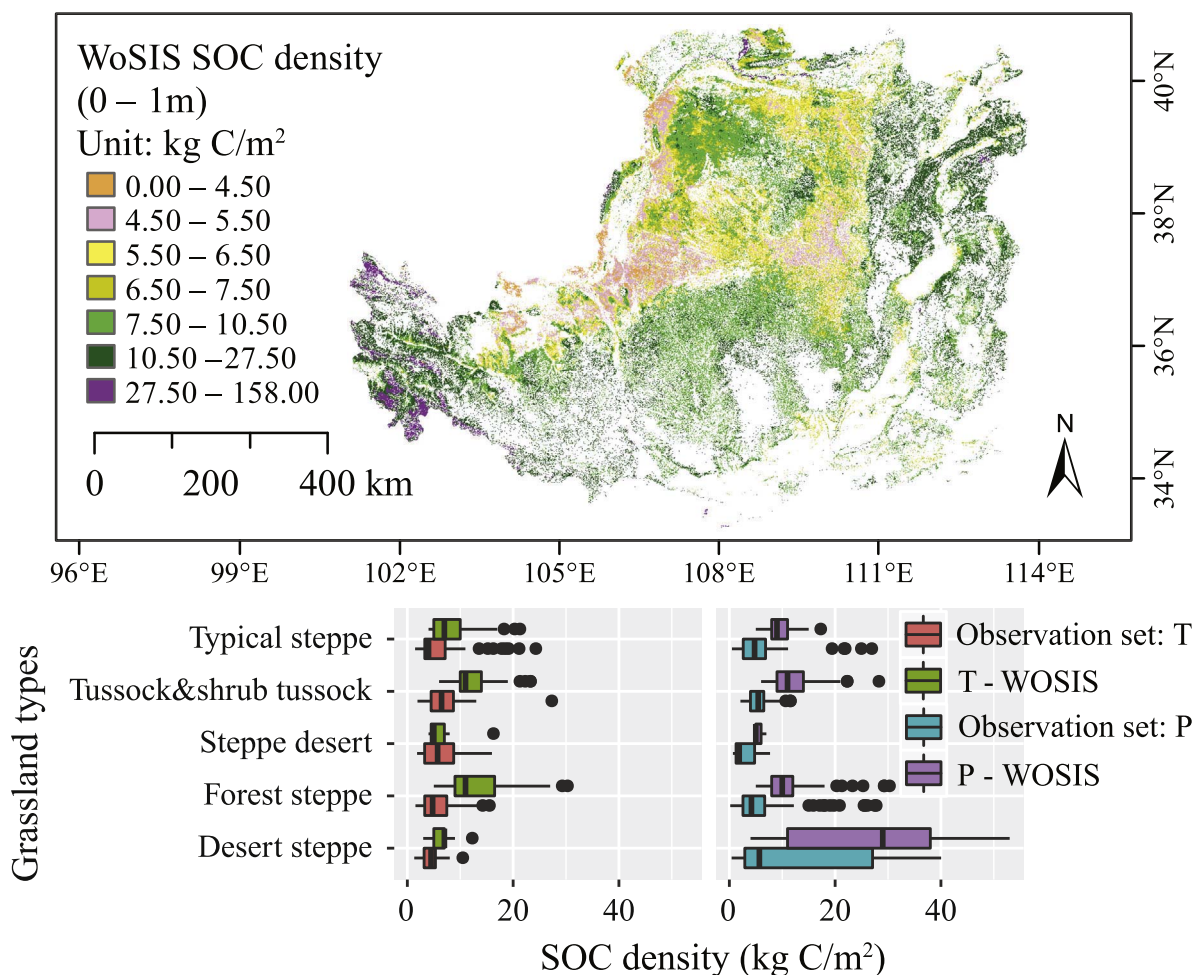 WoSIS SOC density
(0 – 1m)
Unit: kg C/m²
0.00 – 4.50
4.50 – 5.50
5.50 – 6.50
6.50 – 7.50
7.50 – 10.50
10.50 –27.50
27.50 – 158.00
0 200 400 km
N
40°N
38°N
36°N
34°N
96°E 99°E 102°E 105°E 108°E 111°E 114°E
Grassland types
Typical steppe
Tussock&shrub tussock
Steppe desert
Forest steppe
Desert steppe
Observation set: T
T - WOSIS
Observation set: P
P - WOSIS
0 20 40 0 20 40
SOC density (kg C/m²)